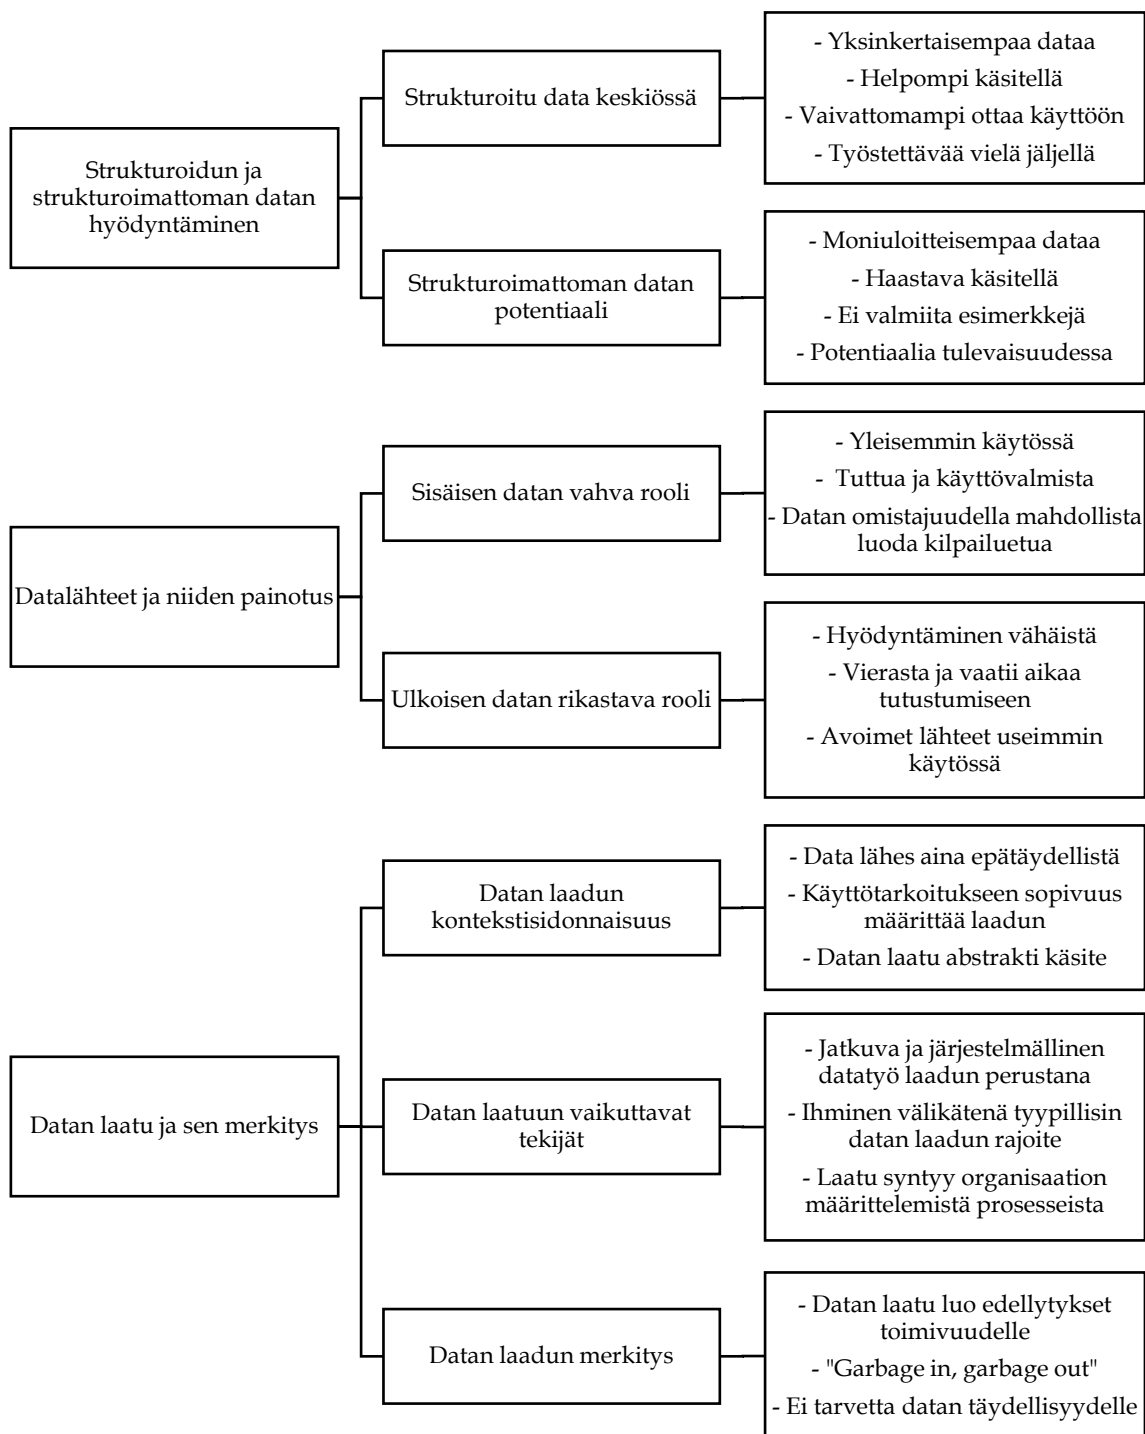 Strukturoidun ja
strukturoimattoman datan
hyödyntäminen
Strukturoitu data keskiössä
- Yksinkertaisempaa dataa
- Helpompi käsitellä
- Vaivattomampi ottaa käyttöön
- Työstettävää vielä jäljellä
Strukturoimattoman datan
potentiaali
- Moniuloitteisempaa dataa
- Haastava käsitellä
- Ei valmiita esimerkkejä
- Potentiaalia tulevaisuudessa
Datalähteet ja niiden painotus
Sisäisen datan vahva rooli
- Yleisemmin käytössä
- Tuttua ja käyttövalmista
- Datan omistajuudella mahdollista
luoda kilpailuetua
Ulkoisen datan rikastava rooli
- Hyödyntäminen vähäistä
- Vierasta ja vaatii aikaa
tutustumiseen
- Avoimet lähteet useimmin
käytössä
Datan laatu ja sen merkitys
Datan laadun
kontekstisidonnaisuus
- Data lähes aina epätäydellistä
- Käyttötarkoitukseen sopivuus
määrittää laadun
- Datan laatu abstrakti käsite
Datan laatuun vaikuttavat
tekijät
- Jatkuva ja järjestelmällinen
datatyö laadun perustana
- Ihminen välikätenä tyypillisin
datan laadun rajoite
- Laatu syntyy organisaation
määrittelemistä prosesseista
Datan laadun merkitys
- Datan laatu luo edellytykset
toimivuudelle
- "Garbage in, garbage out"
- Ei tarvetta datan täydellisyydelle